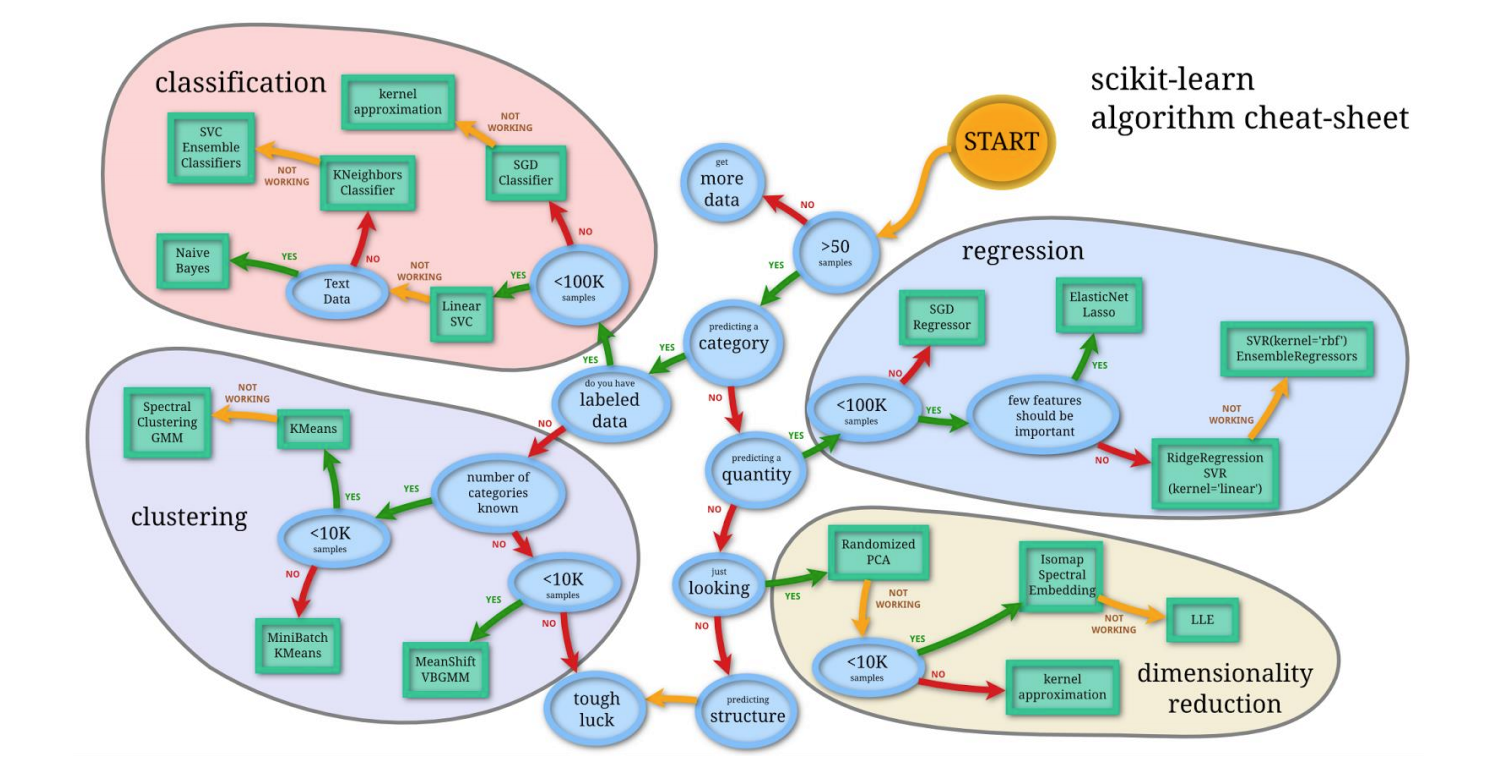 scikit-learn
algorithm cheat-sheet
START
classification
kernel
approximation
NOT
WORKING
SVC
Ensemble
Classifiers
NOT
WORKING
KNeighbors
Classifier
SGD
Classifier
NO
Naive
Bayes
YES
Text
Data
NO
NOT
WORKING
Linear
SVC
YES
<100K
samples
YES
get
more
data
NO
>50
samples
YES
predicting a
category
YES
do you have
labeled
data
NO
NO
predicting a
quantity
YES
NO
just
looking
YES
NO
predicting
structure
tough
luck
regression
SGD
Regressor
NO
ElasticNet
Lasso
YES
SVR(kernel='rbf')
EnsembleRegressors
NOT
WORKING
<100K
samples
YES
few features
should be
important
NO
RidgeRegression
SVR
(kernel='linear')
clustering
Spectral
Clustering
GMM
NOT
WORKING
KMeans
YES
<10K
samples
NO
MiniBatch
KMeans
YES
number of
categories
known
NO
<10K
samples
YES
NO
MeanShift
VBGMM
Randomized
PCA
NOT
WORKING
<10K
samples
YES
NO
Isomap
Spectral
Embedding
NOT
WORKING
LLE
kernel
approximation
dimensionality
reduction